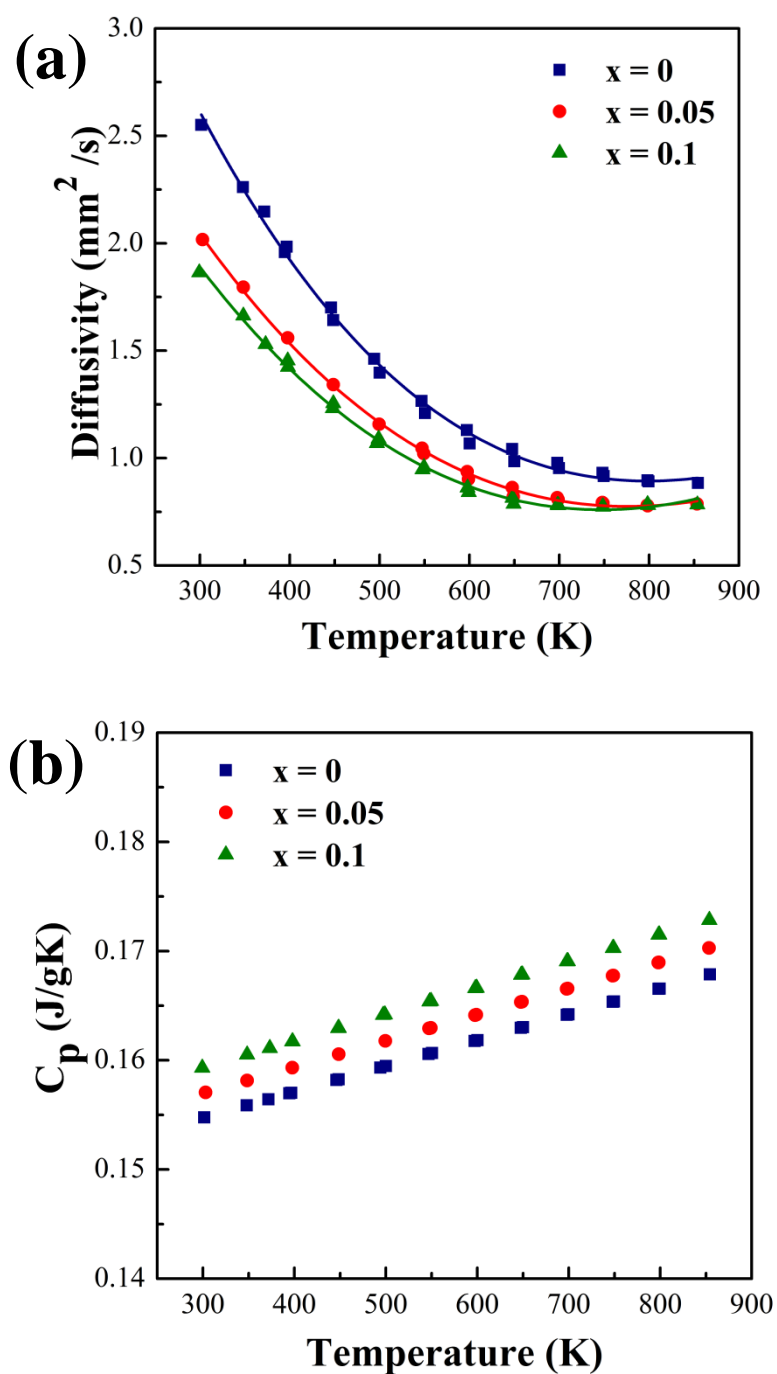 (a)
3.0
2.5
2.0
1.5
1.0
0.5
Diffusivity (mm² /s)
x = 0
x = 0.05
x = 0.1
300 400 500 600 700 800 900
Temperature (K)
(b)
0.19
0.18
0.17
0.16
0.15
0.14
Cp (J/gK)
x = 0
x = 0.05
x = 0.1
300 400 500 600 700 800 900
Temperature (K)